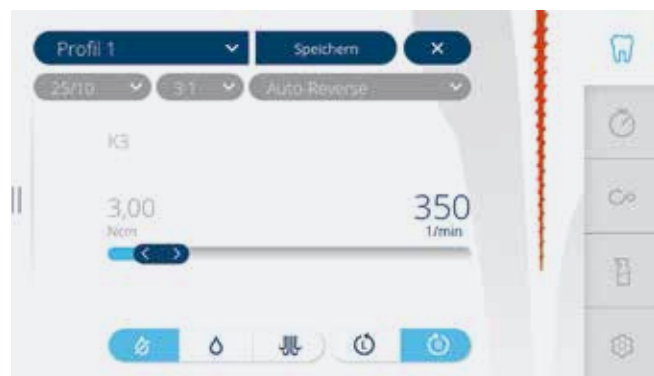 Profil 1 Speichern ×
25/10 3:1 Auto-Reverse
K3
3,00 350
Ncm 1/min
L R